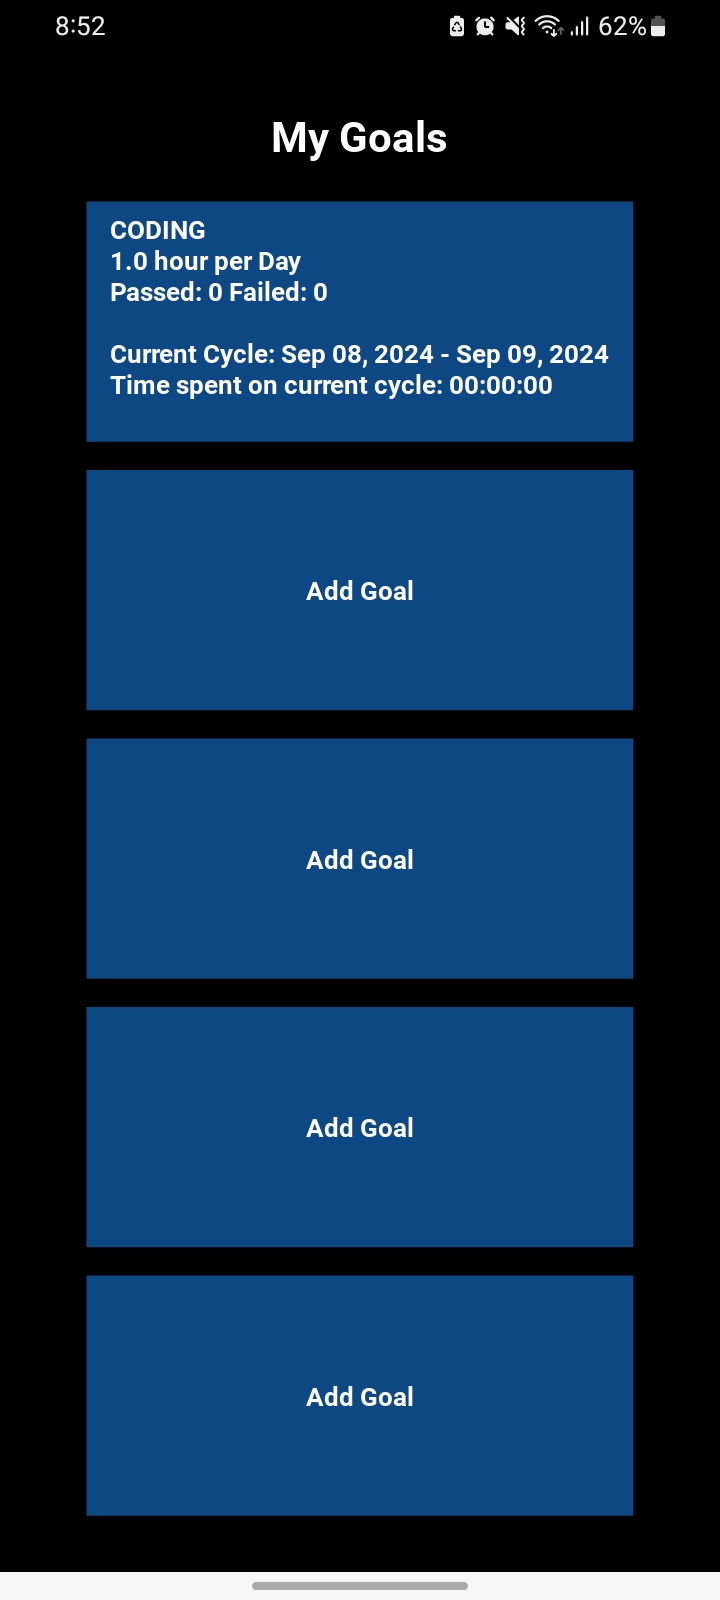 8:52
62%
My Goals
CODING
1.0 hour per Day
Passed: 0 Failed: 0
Current Cycle: Sep 08, 2024 - Sep 09, 2024
Time spent on current cycle: 00:00:00
Add Goal
Add Goal
Add Goal
Add Goal